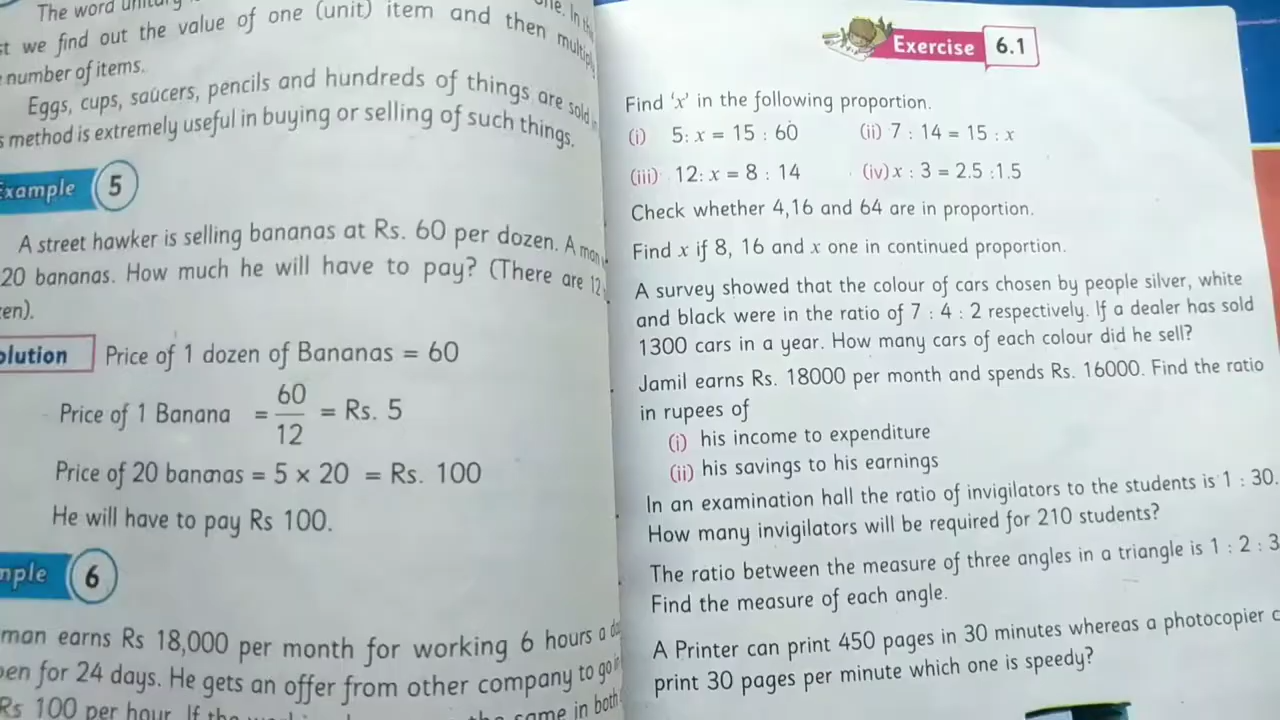 The word unitary
we find out the value of one (unit) item and then multiply
number of items.
Eggs, cups, saucers, pencils and hundreds of things are sold
method is extremely useful in buying or selling of such things.
Example 5
A street hawker is selling bananas at Rs. 60 per dozen. A man
20 bananas. How much he will have to pay? (There are 12
Price of 1 dozen of Bananas = 60
Price of 1 Banana = 60/12 = Rs. 5
Price of 20 bananas = 5 × 20 = Rs. 100
He will have to pay Rs 100.
6
man earns Rs 18,000 per month for working 6 hours a
for 24 days. He gets an offer from other company to go
Rs 100 per hour. If the same in both
Exercise 6.1
Find 'x' in the following proportion.
(i) 5: x = 15 : 60 (ii) 7 : 14 = 15 : x
(iii) 12: x = 8 : 14 (iv) x : 3 = 2.5 :1.5
Check whether 4,16 and 64 are in proportion.
Find x if 8, 16 and x one in continued proportion.
A survey showed that the colour of cars chosen by people silver, white
and black were in the ratio of 7 : 4 : 2 respectively. If a dealer has sold
1300 cars in a year. How many cars of each colour did he sell?
Jamil earns Rs. 18000 per month and spends Rs. 16000. Find the ratio
in rupees of
(i) his income to expenditure
(ii) his savings to his earnings
In an examination hall the ratio of invigilators to the students is 1 : 30.
How many invigilators will be required for 210 students?
The ratio between the measure of three angles in a triangle is 1 : 2 : 3
Find the measure of each angle.
A Printer can print 450 pages in 30 minutes whereas a photocopier
print 30 pages per minute which one is speedy?